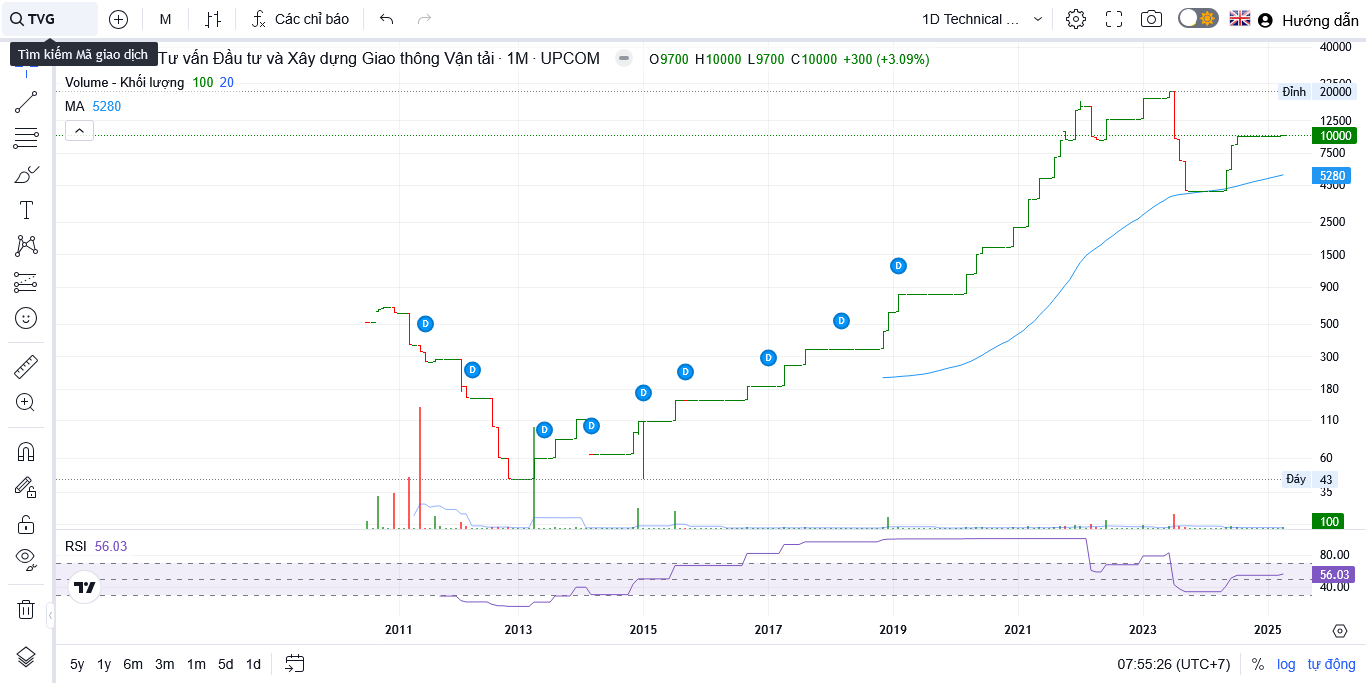 TVG M Các chỉ báo 1D Technical ... Hướng dẫn
Tìm kiếm Mã giao dịch
Tư vấn Đầu tư và Xây dựng Giao thông Vận tải · 1M · UPCOM O9700 H10000 L9700 C10000 +300 (+3.09%)
Volume - Khối lượng 100 20
MA 5280
40000
Đỉnh 20000
12500
10000
7500
5280
4500
2500
1500
900
500
300
180
110
60
Đáy 43
35
100
D
D
D
D
D
D
D
D
D
RSI 56.03
80.00
56.03
40.00
2011 2013 2015 2017 2019 2021 2023 2025
5y 1y 6m 3m 1m 5d 1d 07:55:26 (UTC+7) % log tự động